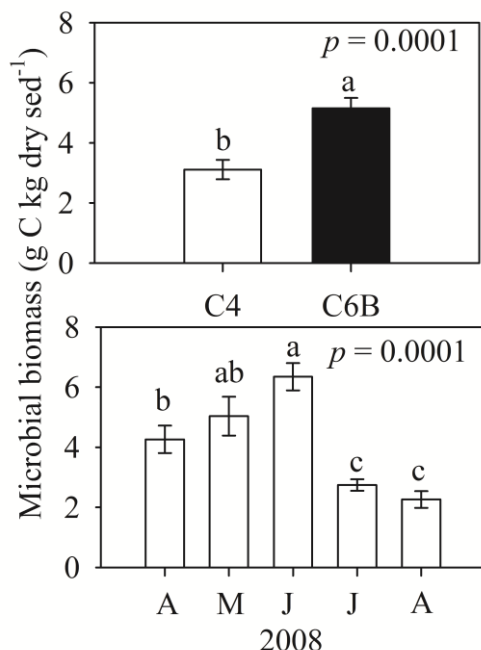 Microbial biomass (g C kg dry sed⁻¹)
8
6
4
2
0
p = 0.0001
b
a
C4
C6B
8
6
4
2
0
p = 0.0001
b
ab
a
c
c
A M J J A
2008